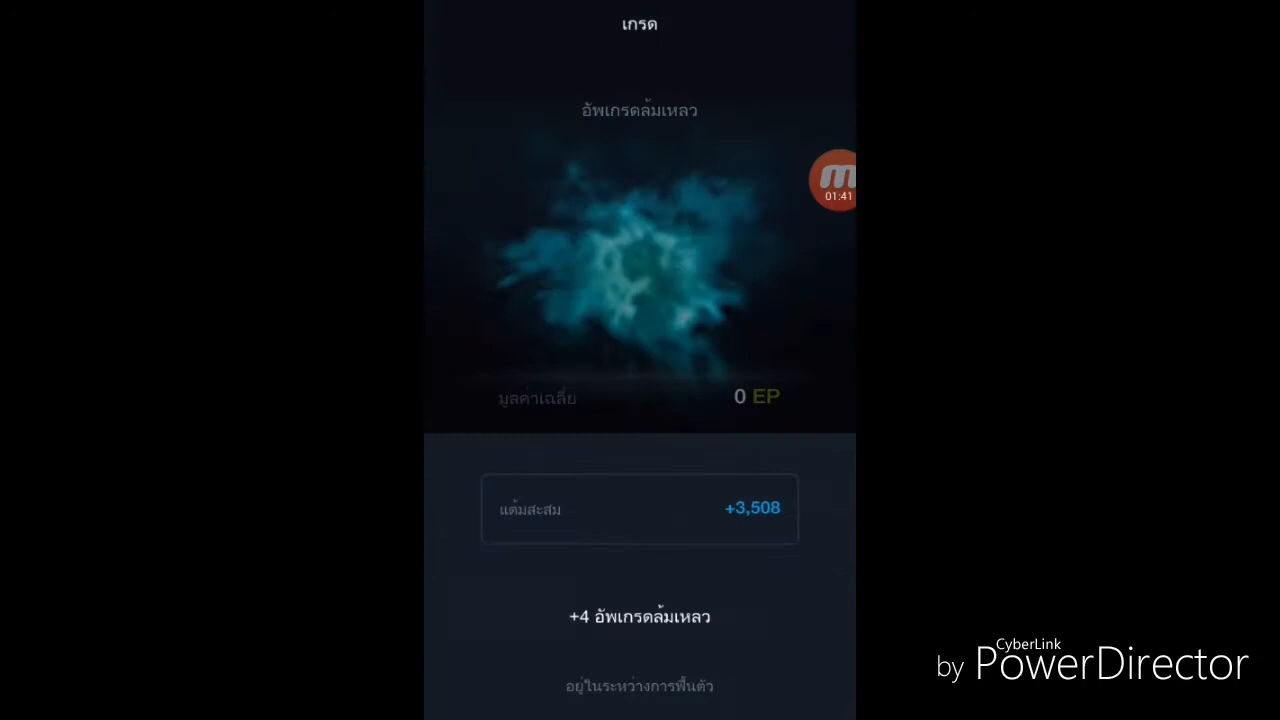 เกรด
อัพเกรดล้มเหลว
01:41
มูลค่าเฉลี่ย
0 EP
แต้มสะสม
+3,508
+4 อัพเกรดล้มเหลว
อยู่ในระหว่างการฟื้นตัว
CyberLink
by PowerDirector